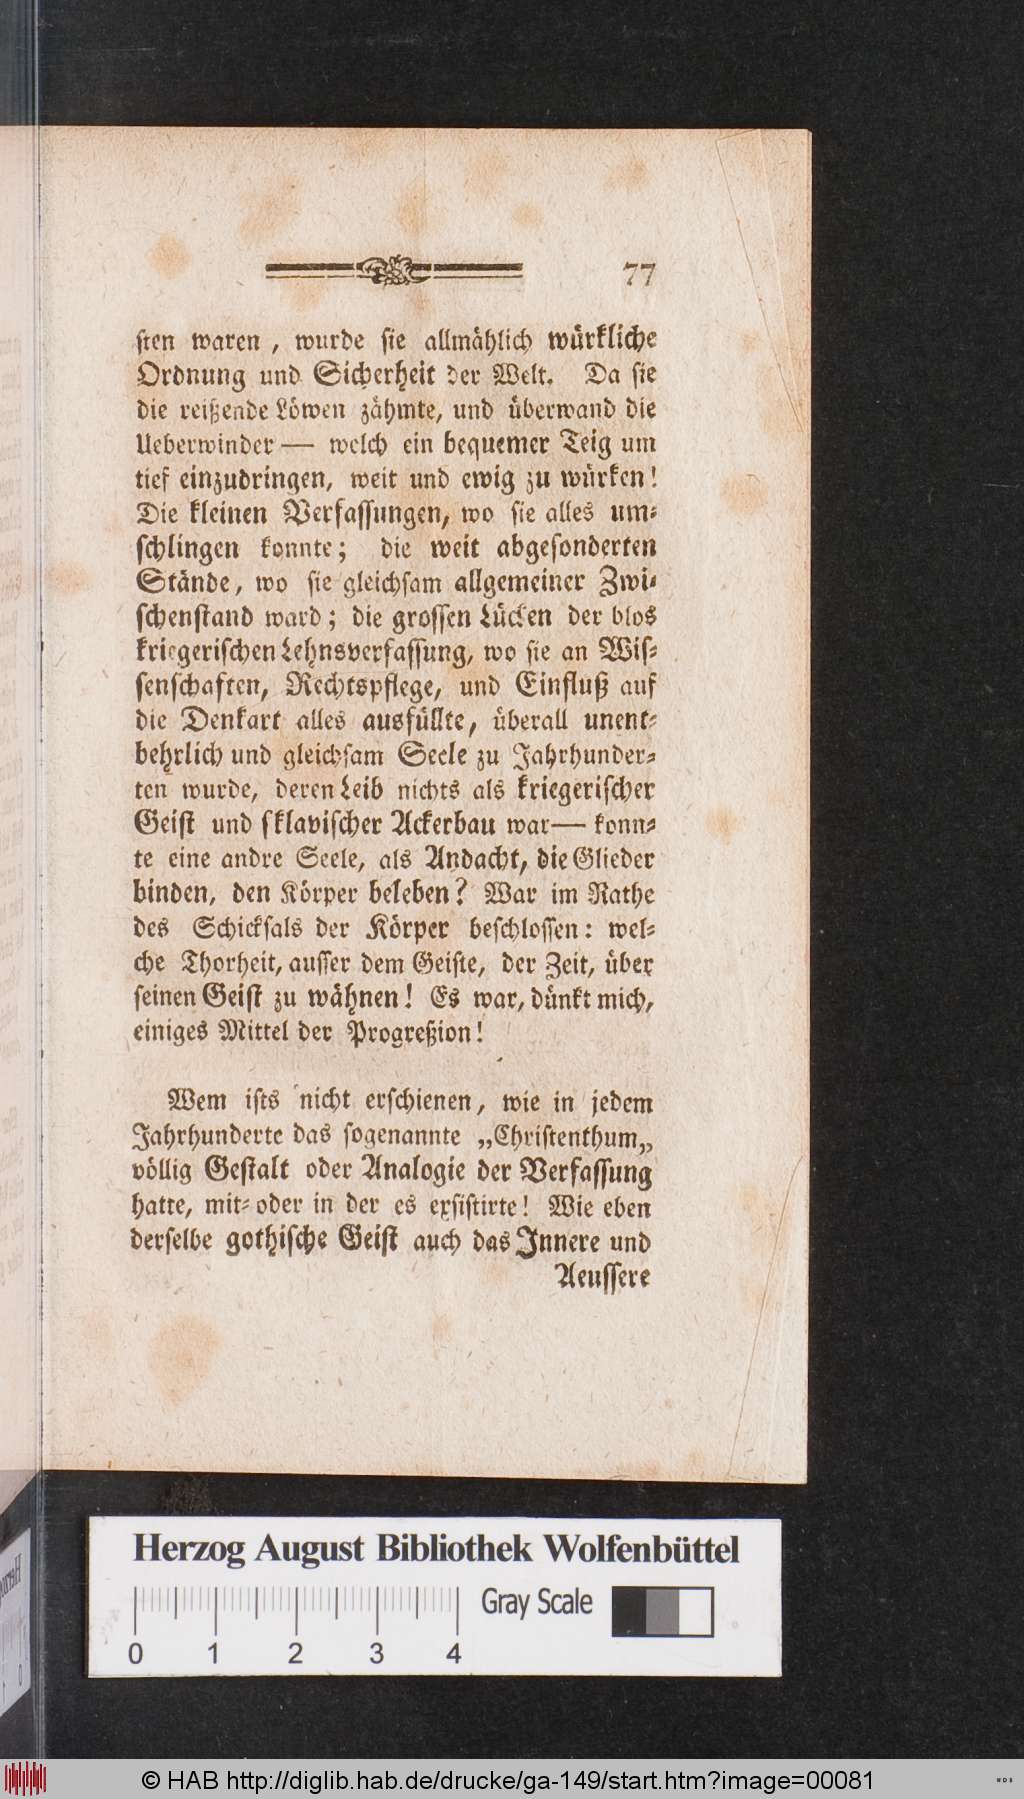 77
sten waren, wurde sie allmählich würkliche
Ordnung und Sicherheit der Welt. Da sie
die reißende Löwen zähmte, und überwand die
Ueberwinder — welch ein bequemer Teig um
tief einzudringen, weit und ewig zu würken!
Die kleinen Verfassungen, wo sie alles um-
schlingen konnte; die weit abgesonderten
Stände, wo sie gleichsam allgemeiner Zwi-
schenstand ward; die grossen Lücken der blos
kriegerischen Lehnsverfassung, wo sie an Wis-
senschaften, Rechtspflege, und Einfluß auf
die Denkart alles ausfüllte, überall unent-
behrlich und gleichsam Seele zu Jahrhunder-
ten wurde, deren Leib nichts als kriegerischer
Geist und sklavischer Ackerbau war — konn-
te eine andre Seele, als Andacht, die Glieder
binden, den Körper beleben? War im Rathe
des Schicksals der Körper beschlossen: wel-
che Thorheit, ausser dem Geiste, der Zeit, über
seinen Geist zu wähnen! Es war, dünkt mich,
einiges Mittel der Progreßion!
Wem ists nicht erschienen, wie in jedem
Jahrhunderte das sogenannte „Christenthum„
völlig Gestalt oder Analogie der Verfassung
hatte, mit- oder in der es exsistirte! Wie eben
derselbe gothische Geist auch das Innere und
Aeussere
Herzog August Bibliothek Wolfenbüttel
Gray Scale
0 1 2 3 4
© HAB http://diglib.hab.de/drucke/ga-149/start.htm?image=00081